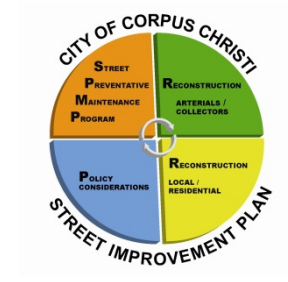 CITY OF CORPUS CHRISTI
STREET
PREVENTATIVE
MAINTENANCE
PROGRAM
RECONSTRUCTION
ARTERIALS /
COLLECTORS
POLICY
CONSIDERATIONS
RECONSTRUCTION
LOCAL /
RESIDENTIAL
STREET IMPROVEMENT PLAN